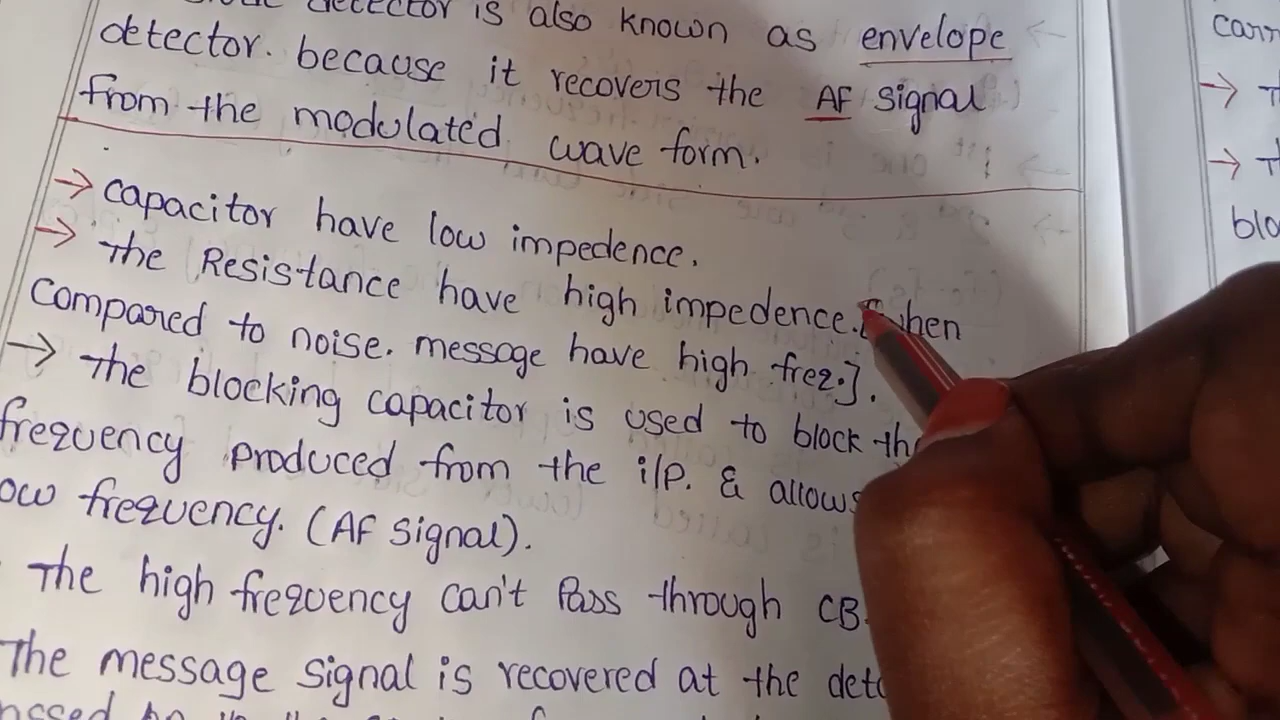 detector is also known as envelope
detector. because it recovers the AF signal
from the modulated wave form.
→ capacitor have low impedence.
→ The Resistance have high impedence. [when
compared to noise. message have high freq.].
→ The blocking capacitor is used to block
frequency produced from the i/p. & allows
frequency. (AF signal).
The high frequency can't Pass through CB
The message signal is recovered at the